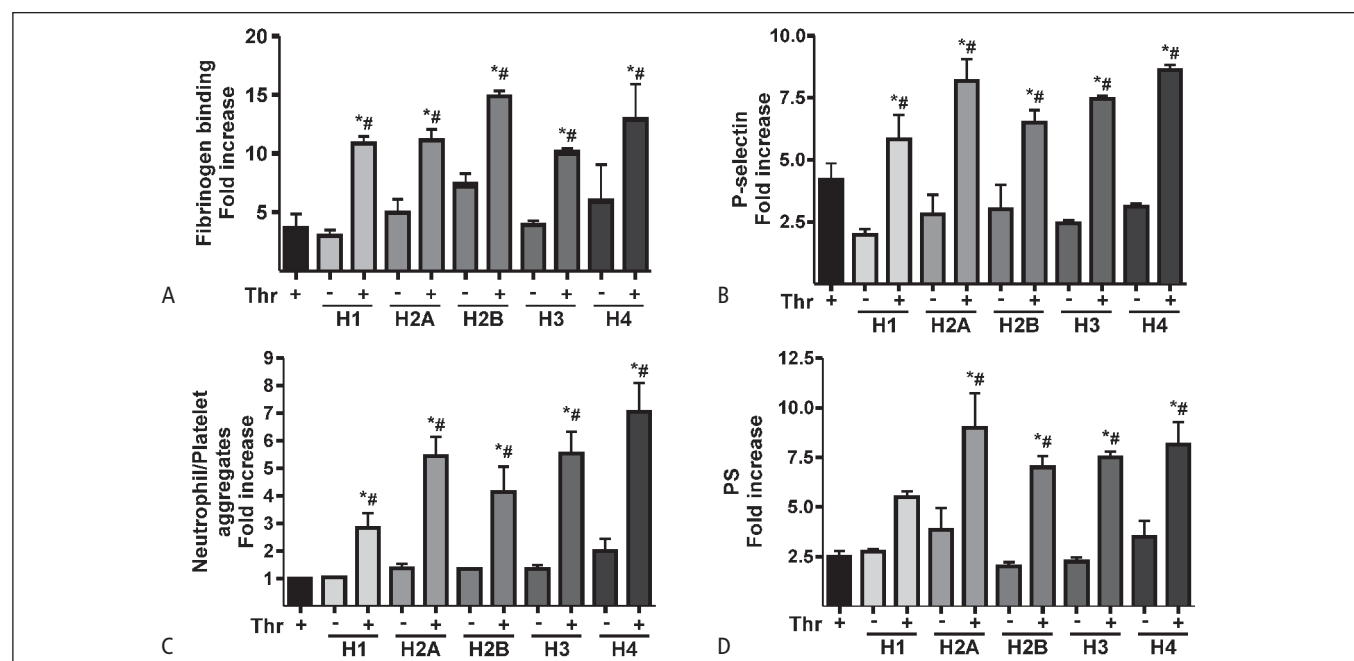 Fibrinogen binding
Fold increase
20
15
10
5
*#
*#
*#
*#
*#
A
Thr + - + - + - + - + - +
H1 H2A H2B H3 H4
P-selectin
Fold increase
10.0
7.5
5.0
2.5
*#
*#
*#
*#
*#
B
Thr + - + - + - + - + - +
H1 H2A H2B H3 H4
Neutrophil/Platelet
aggregates
Fold increase
9
8
7
6
5
4
3
2
1
*#
*#
*#
*#
*#
C
Thr + - + - + - + - + - +
H1 H2A H2B H3 H4
PS
Fold increase
12.5
10.0
7.5
5.0
2.5
*#
*#
*#
*#
D
Thr + - + - + - + - + - +
H1 H2A H2B H3 H4